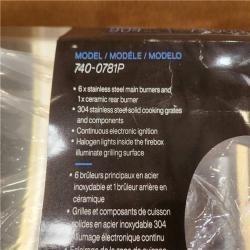 MODEL / MODÈLE / MODELO
740-0781P
• 6 x stainless steel main burners and
1 x ceramic rear burner
• 304 stainless steel solid cooking grates
and components
• Continuous electronic ignition
• Halogen lights inside the firebox
illuminate grilling surface
• 6 brûleurs principaux en acier
inoxydable et 1 brûleur arrière en
céramique
• Grilles et composants de cuisson
solides en acier inoxydable 304
Allumage électronique continu